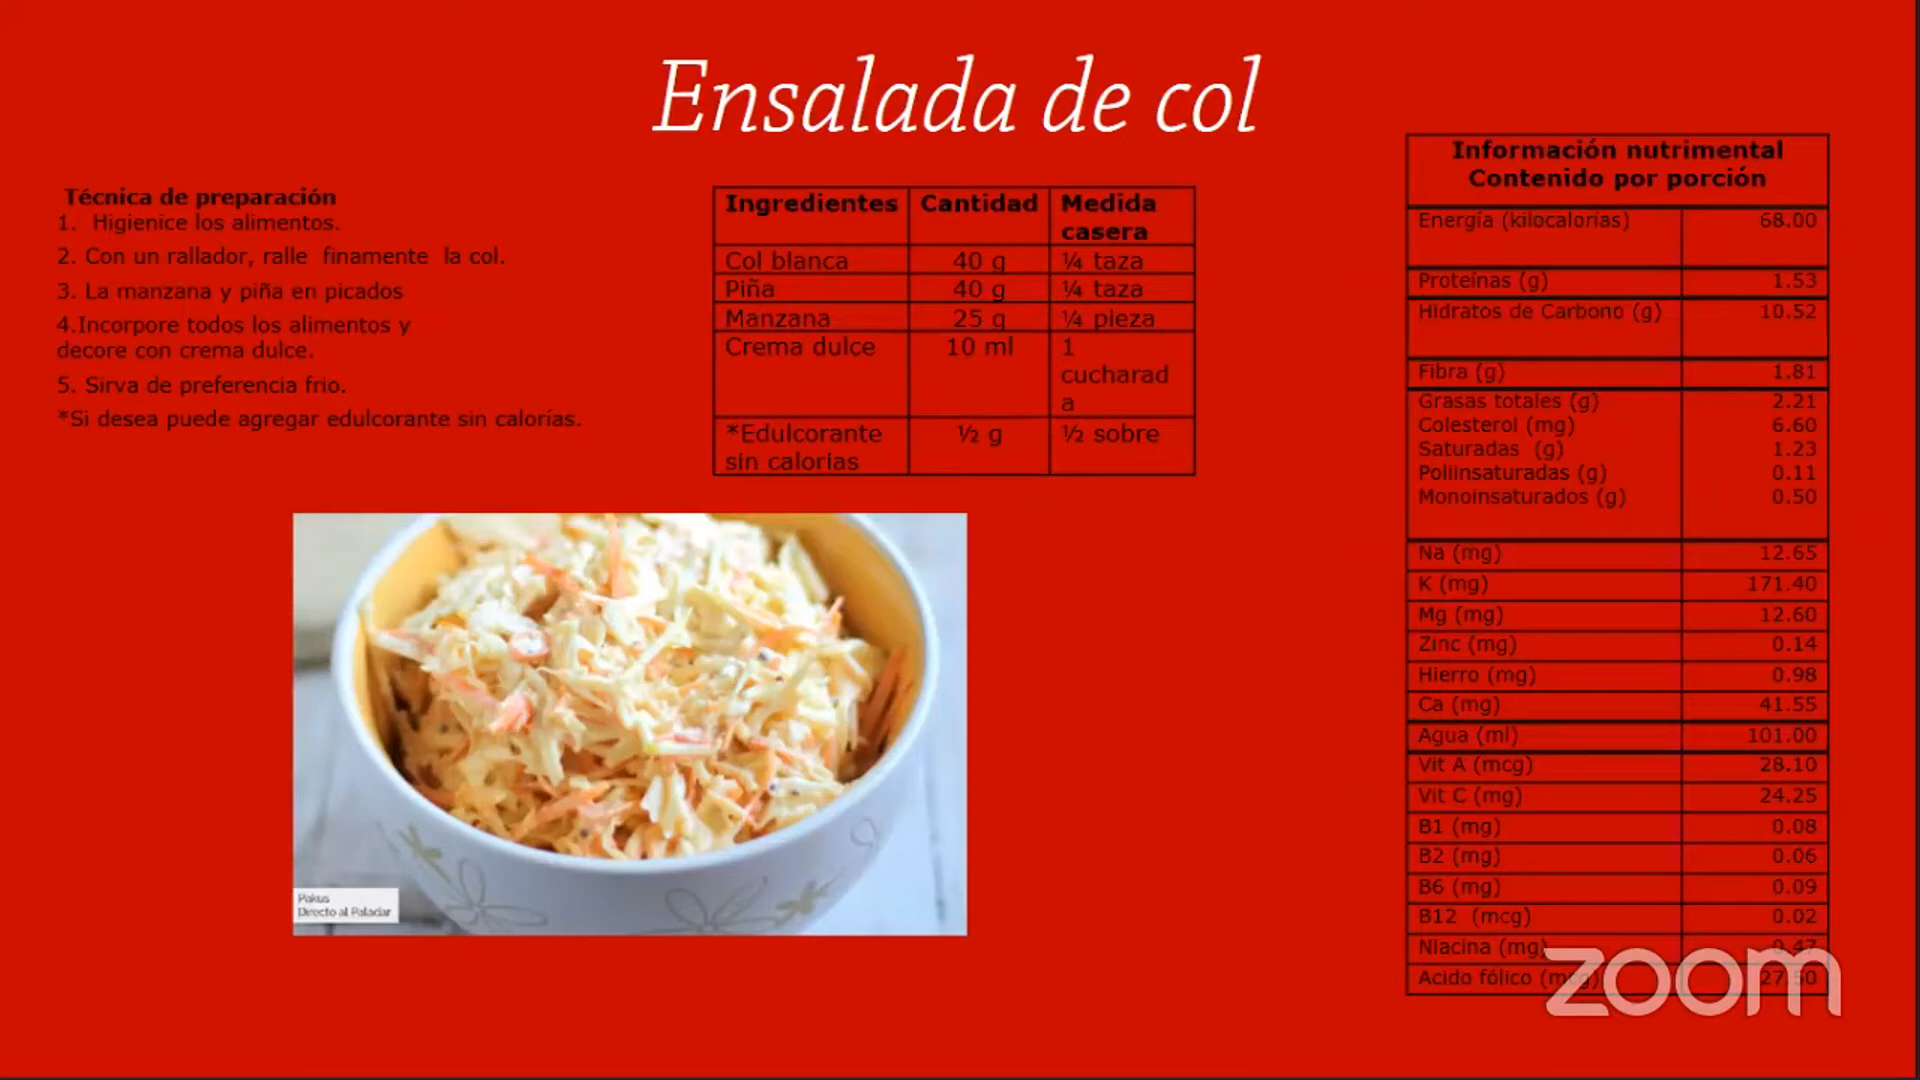 Ensalada de col
Técnica de preparación
1. Higienice los alimentos.
2. Con un rallador, ralle finamente la col.
3. La manzana y piña en picados
4.Incorpore todos los alimentos y
decore con crema dulce.
5. Sirva de preferencia frio.
*Si desea puede agregar edulcorante sin calorías.
Ingredientes Cantidad Medida
casera
Col blanca 40 g ¼ taza
Piña 40 g ¼ taza
Manzana 25 g ¼ pieza
Crema dulce 10 ml 1
cucharad
a
*Edulcorante ½ g ½ sobre
sin calorias
Información nutrimental
Contenido por porción
Energía (kilocalorías) 68.00
Proteínas (g) 1.53
Hidratos de Carbono (g) 10.52
Fibra (g) 1.81
Grasas totales (g) 2.21
Colesterol (mg) 6.60
Saturadas (g) 1.23
Poliinsaturadas (g) 0.11
Monoinsaturados (g) 0.50
Na (mg) 12.65
K (mg) 171.40
Mg (mg) 12.60
Zinc (mg) 0.14
Hierro (mg) 0.98
Ca (mg) 41.55
Agua (ml) 101.00
Vit A (mcg) 28.10
Vit C (mg) 24.25
B1 (mg) 0.08
B2 (mg) 0.06
B6 (mg) 0.09
B12 (mcg) 0.02
Niacina (mg) 0.47
Acido fólico (mcg) 27.50
Pakus
Directo al Paladar
zoom